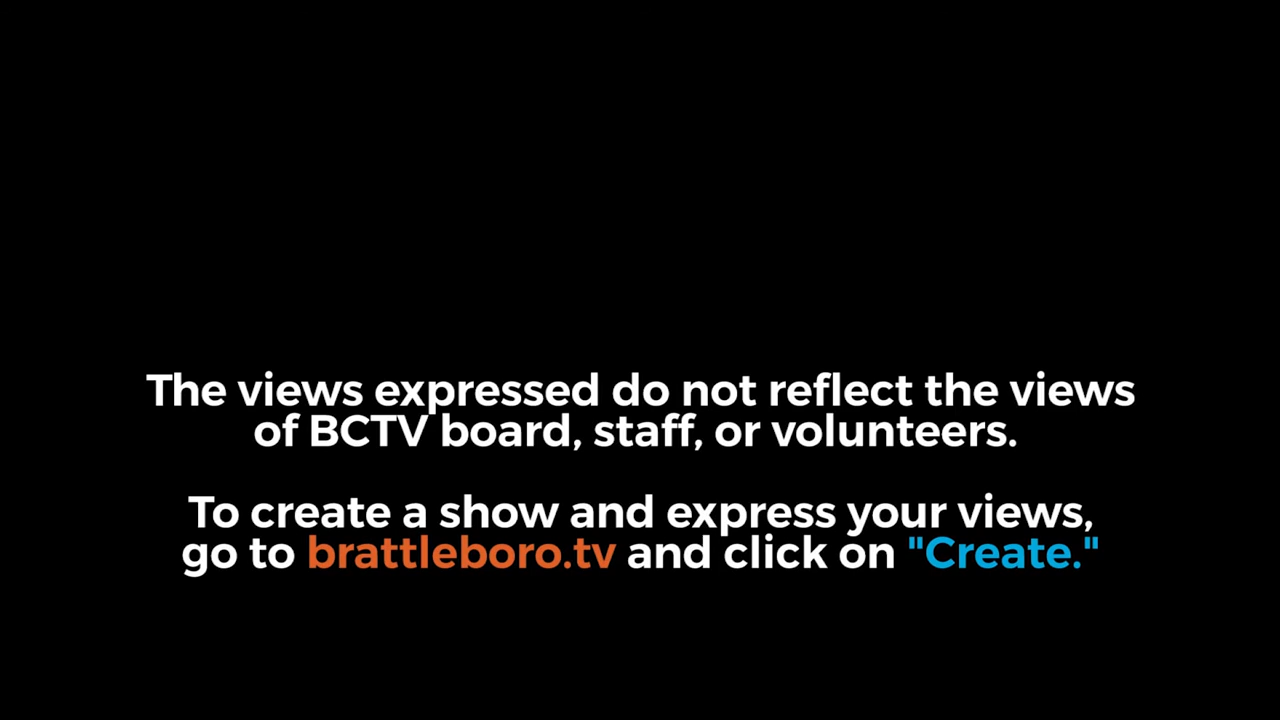 The views expressed do not reflect the views
of BCTV board, staff, or volunteers.
To create a show and express your views,
go to brattleboro.tv and click on "Create."